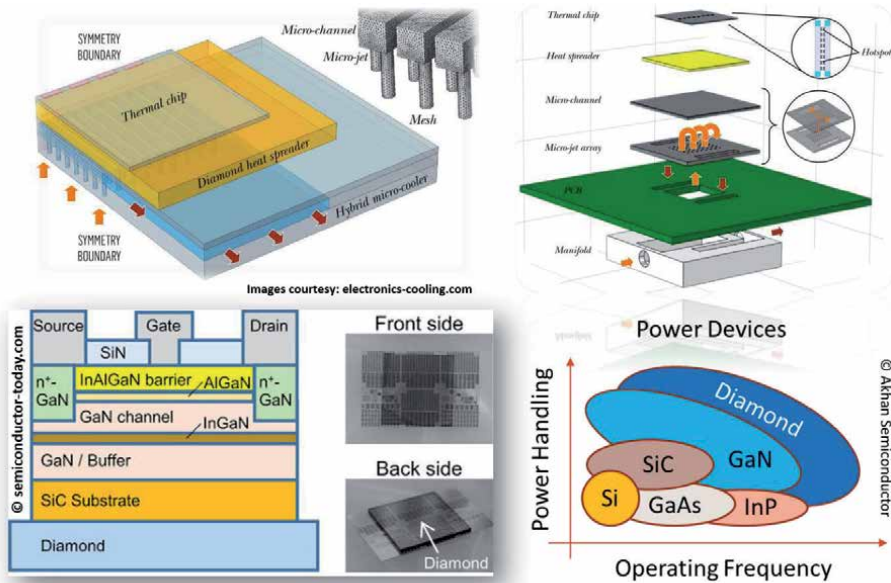 SYMMETRY
BOUNDARY
Thermal chip
Diamond heat spreader
Hybrid micro-cooler
SYMMETRY
BOUNDARY
Micro-channel
Micro-jet
Mesh
Images courtesy: electronics-cooling.com
Thermal chip
Heat spreader
Micro-channel
Micro-jet array
Hotspot
PCB
Manifold
© semiconductor-today.com
Source
Gate
Drain
SiN
n⁺-
GaN
InAlGaN barrier
AlGaN
n⁺-
GaN
GaN channel
InGaN
GaN / Buffer
SiC Substrate
Diamond
Front side
Back side
Diamond
Power Devices
Power Handling
Diamond
GaN
SiC
Si
GaAs
InP
Operating Frequency
© Akhan Semiconductor